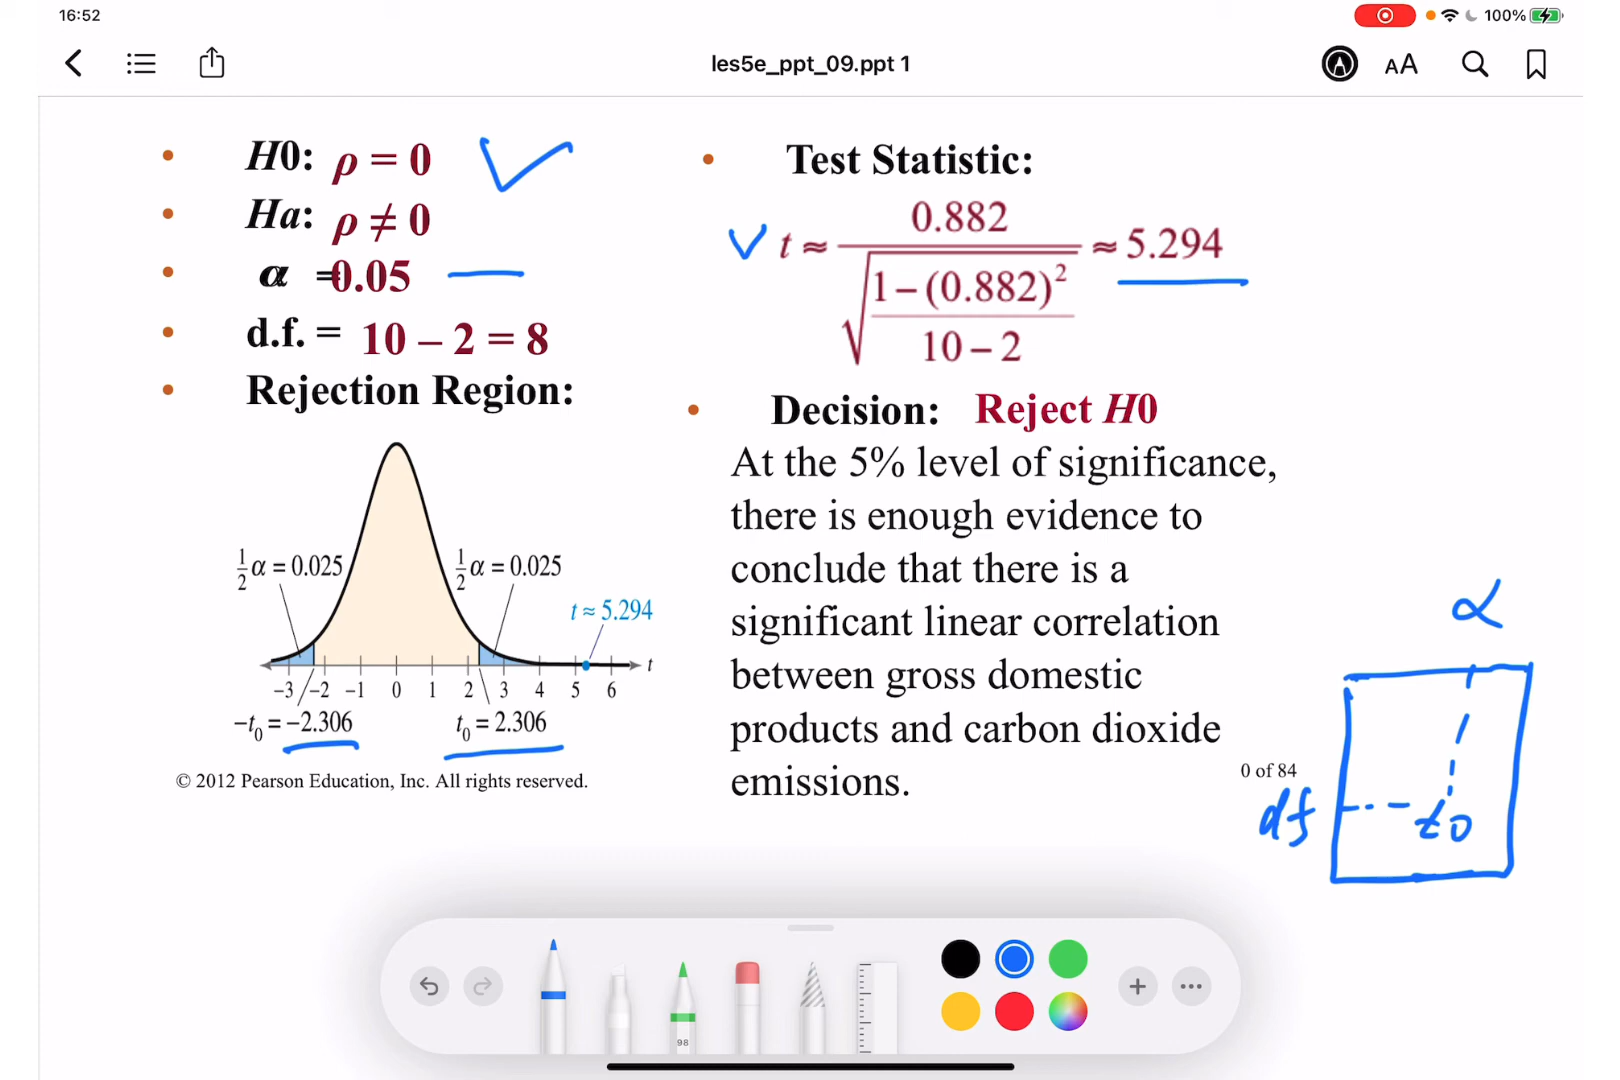 16:52
100%
les5e_ppt_09.ppt 1
AA
• H0: ρ = 0
• Ha: ρ ≠ 0
• α =0.05
• d.f. = 10 – 2 = 8
• Rejection Region:
1/2 α = 0.025
1/2 α = 0.025
t ≈ 5.294
t
–3 –2 –1 0 1 2 3 4 5 6
–t₀ = –2.306
t₀ = 2.306
© 2012 Pearson Education, Inc. All rights reserved.
• Test Statistic:
t ≈ 0.882 / √((1 – (0.882)²) / (10 – 2)) ≈ 5.294
• Decision: Reject H0
At the 5% level of significance,
there is enough evidence to
conclude that there is a
significant linear correlation
between gross domestic
products and carbon dioxide
emissions.
0 of 84
α
df
t0
98